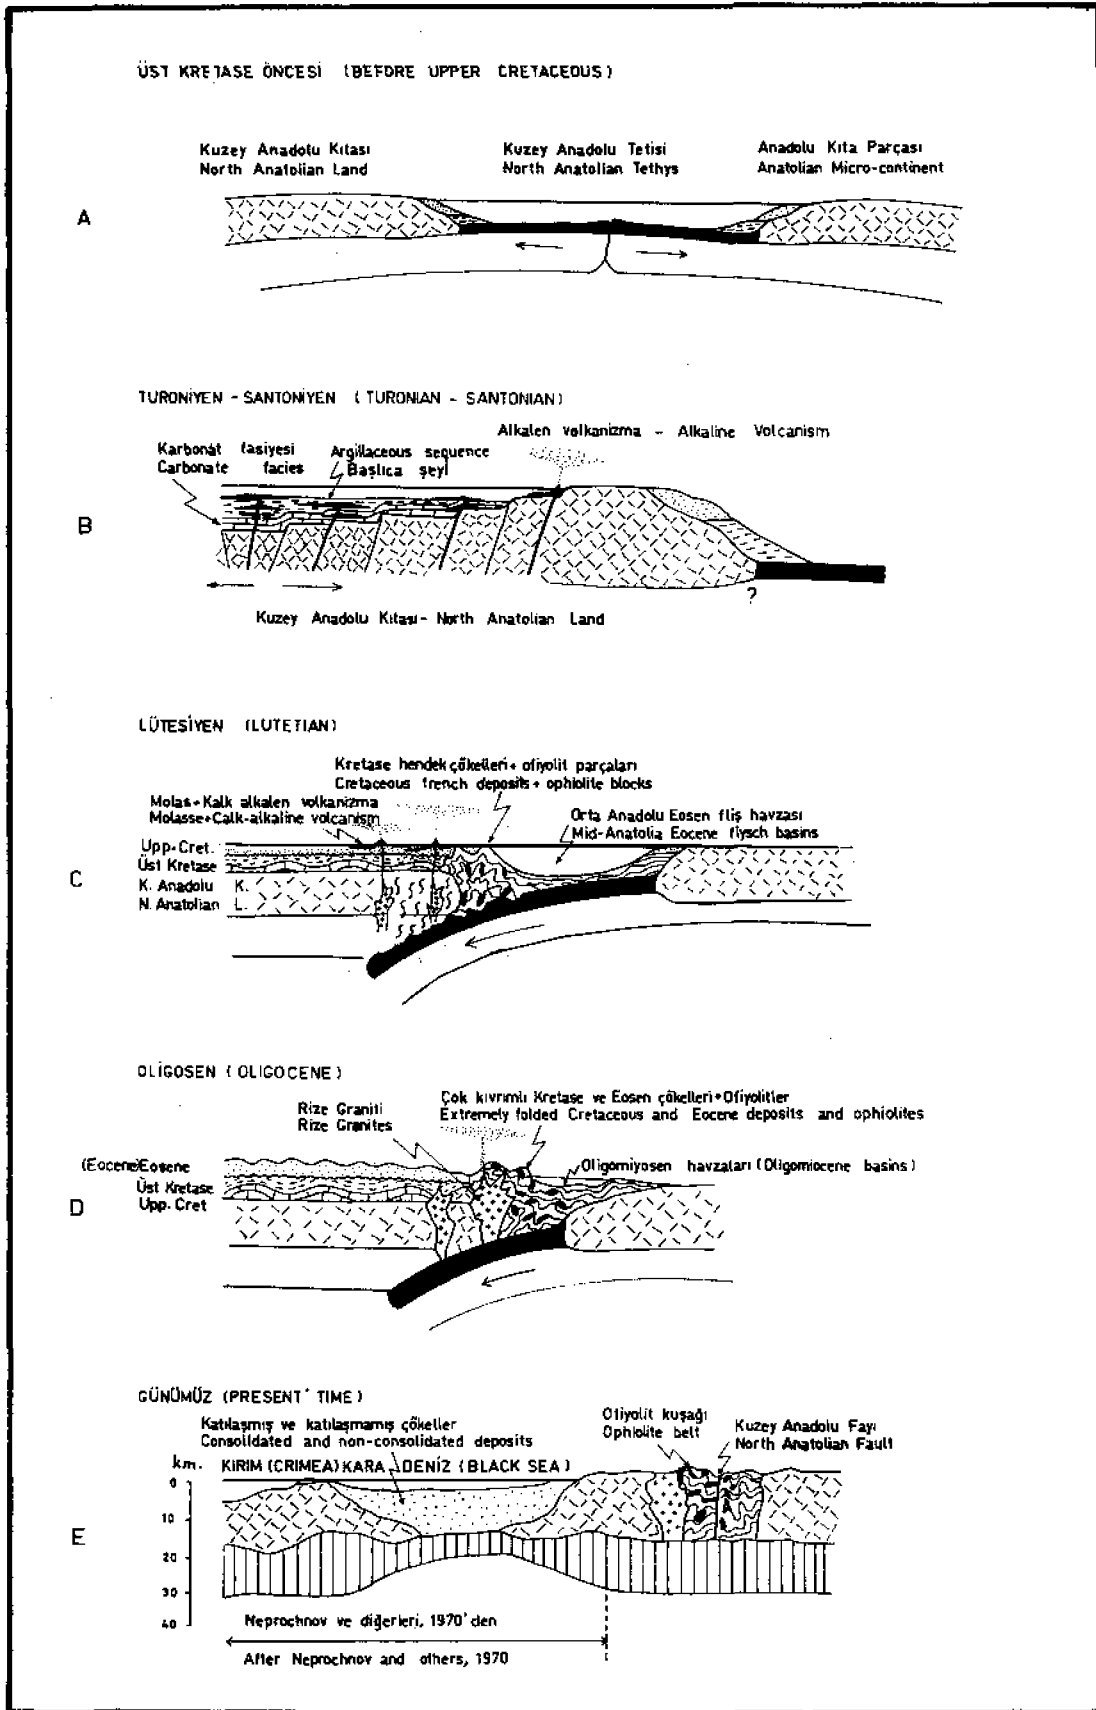 ÜST KRETASE ÖNCESİ (BEFORE UPPER CRETACEOUS)
Kuzey Anadolu Kıtası
North Anatolian Land
Kuzey Anadolu Tetisi
North Anatolian Tethys
Anadolu Kıta Parçası
Anatolian Micro-continent
A
TURONİYEN - SANTONİYEN (TURONIAN - SANTONIAN)
Alkalen volkanizma - Alkaline Volcanism
Karbonat fasiyesi
Carbonate facies
Argillaceous sequence
Başlıca şeyl
B
?
Kuzey Anadolu Kıtası - North Anatolian Land
LÜTESİYEN (LUTETIAN)
Kretase hendek çökelleri + ofiyolit parçaları
Cretaceous french deposits + ophiolite blocks
Molas + Kalk alkalen volkanizma
Molasse + Calk-alkaline volcanism
Orta Anadolu Eosen fliş havzası
Mid-Anatolia Eocene flysch basins
Upp-Cret.
Üst Kretase
C
K. Anadolu K.
N. Anatolian L.
OLİGOSEN (OLIGOCENE)
Çok kıvrımlı Kretase ve Eosen çökelleri + Ofiyolitler
Extremely folded Cretaceous and Eocene deposits and ophiolites
Rize Graniti
Rize Granites
(Eocene)Eosene
Oligomiyosen havzaları (Oligomiocene basins)
Üst Kretase
Upp. Cret
D
GÜNÜMÜZ (PRESENT TIME)
Katılaşmış ve katılaşmamış çökeller
Consolidated and non-consolidated deposits
Ofiyolit kuşağı
Ophiolite belt
Kuzey Anadolu Fayı
North Anatolian Fault
km.
KIRIM (CRIMEA) KARA DENİZ (BLACK SEA)
0
10
E
20
30
40
Neprochnov ve diğerleri, 1970'den
After Neprochnov and others, 1970